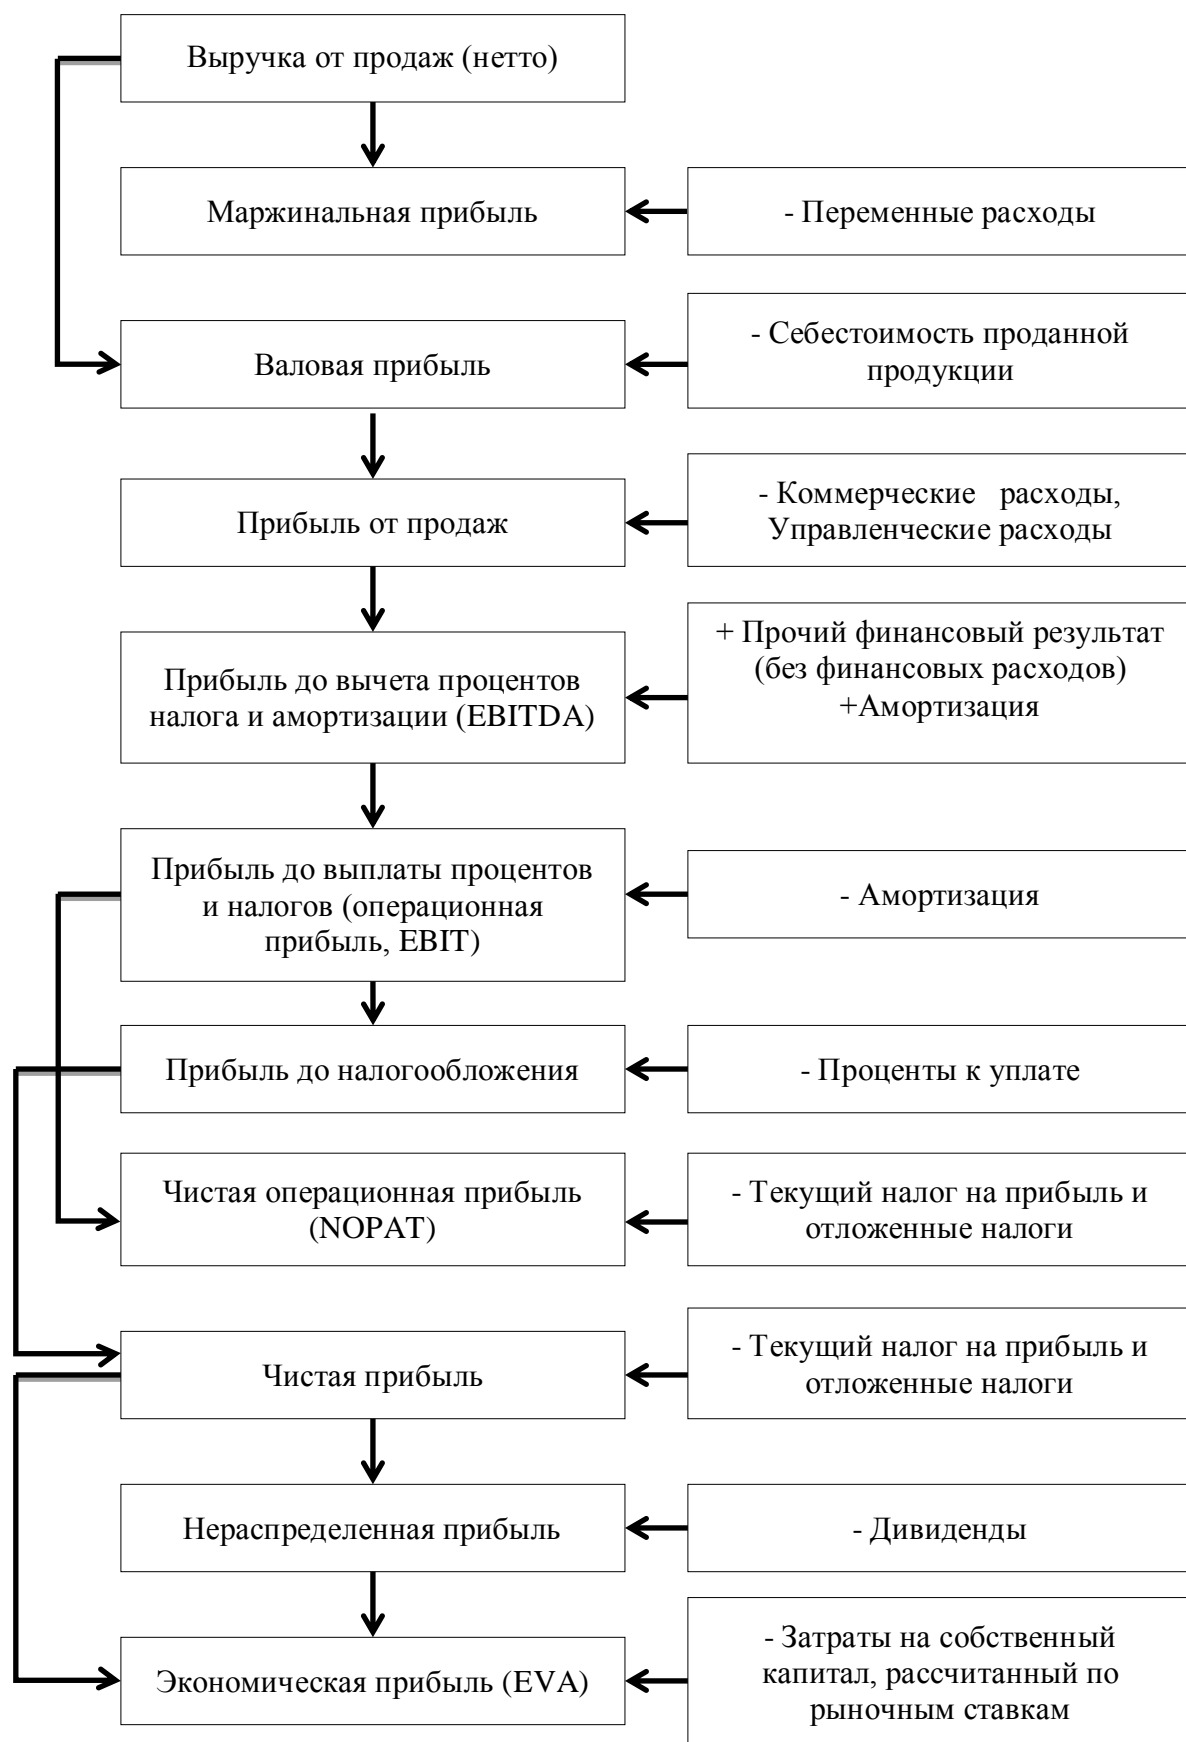 Выручка от продаж (нетто)
Маржинальная прибыль
- Переменные расходы
Валовая прибыль
- Себестоимость проданной
продукции
Прибыль от продаж
- Коммерческие расходы,
Управленческие расходы
Прибыль до вычета процентов
налога и амортизации (EBITDA)
+ Прочий финансовый результат
(без финансовых расходов)
+Амортизация
Прибыль до выплаты процентов
и налогов (операционная
прибыль, EBIT)
- Амортизация
Прибыль до налогообложения
- Проценты к уплате
Чистая операционная прибыль
(NOPAT)
- Текущий налог на прибыль и
отложенные налоги
Чистая прибыль
- Текущий налог на прибыль и
отложенные налоги
Нераспределенная прибыль
- Дивиденды
Экономическая прибыль (EVA)
- Затраты на собственный
капитал, рассчитанный по
рыночным ставкам